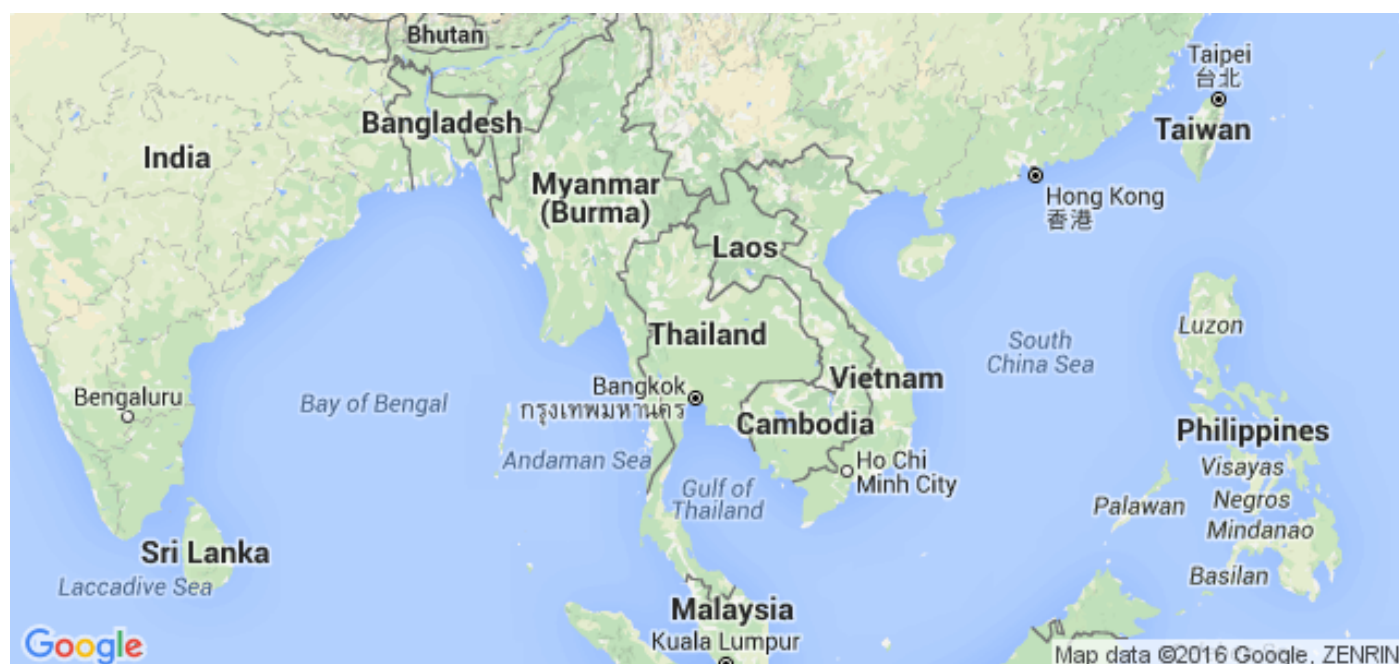 Bhutan
Taipei
台北
Bangladesh
Taiwan
India
Myanmar
(Burma)
Hong Kong
香港
Laos
Luzon
Thailand
South
China Sea
Vietnam
Bengaluru
Bay of Bengal
Bangkok
กรุงเทพมหานคร
Cambodia
Philippines
Andaman Sea
Ho Chi
Minh City
Visayas
Gulf of
Thailand
Palawan
Negros
Mindanao
Sri Lanka
Laccadive Sea
Basilan
Malaysia
Kuala Lumpur
Google
Map data ©2016 Google, ZENRIN